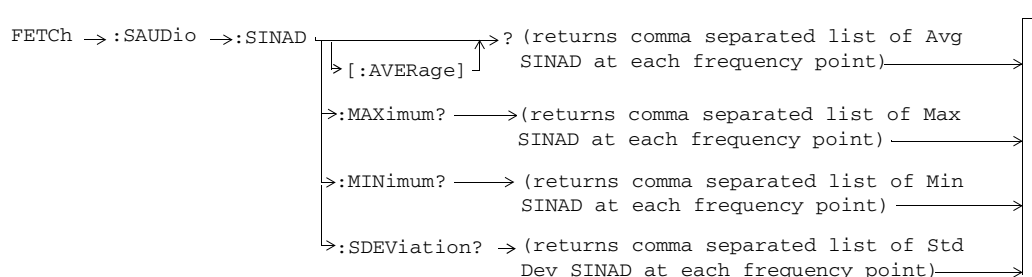 FETCh :SAUDio :SINAD ? (returns comma separated list of Avg
[:AVERage] SINAD at each frequency point)
:MAXimum? (returns comma separated list of Max
SINAD at each frequency point)
:MINimum? (returns comma separated list of Min
SINAD at each frequency point)
:SDEViation? (returns comma separated list of Std
Dev SINAD at each frequency point)